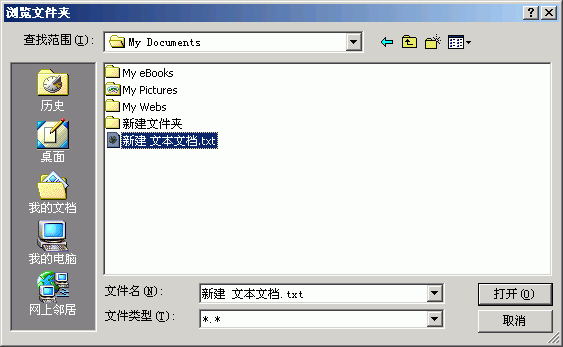 浏览文件夹
查找范围(I):
My Documents
历史
桌面
我的文档
我的电脑
网上邻居
My eBooks
My Pictures
My Webs
新建文件夹
新建 文本文档.txt
文件名(N):
新建 文本文档.txt
打开(O)
文件类型(T):
*.*
取消